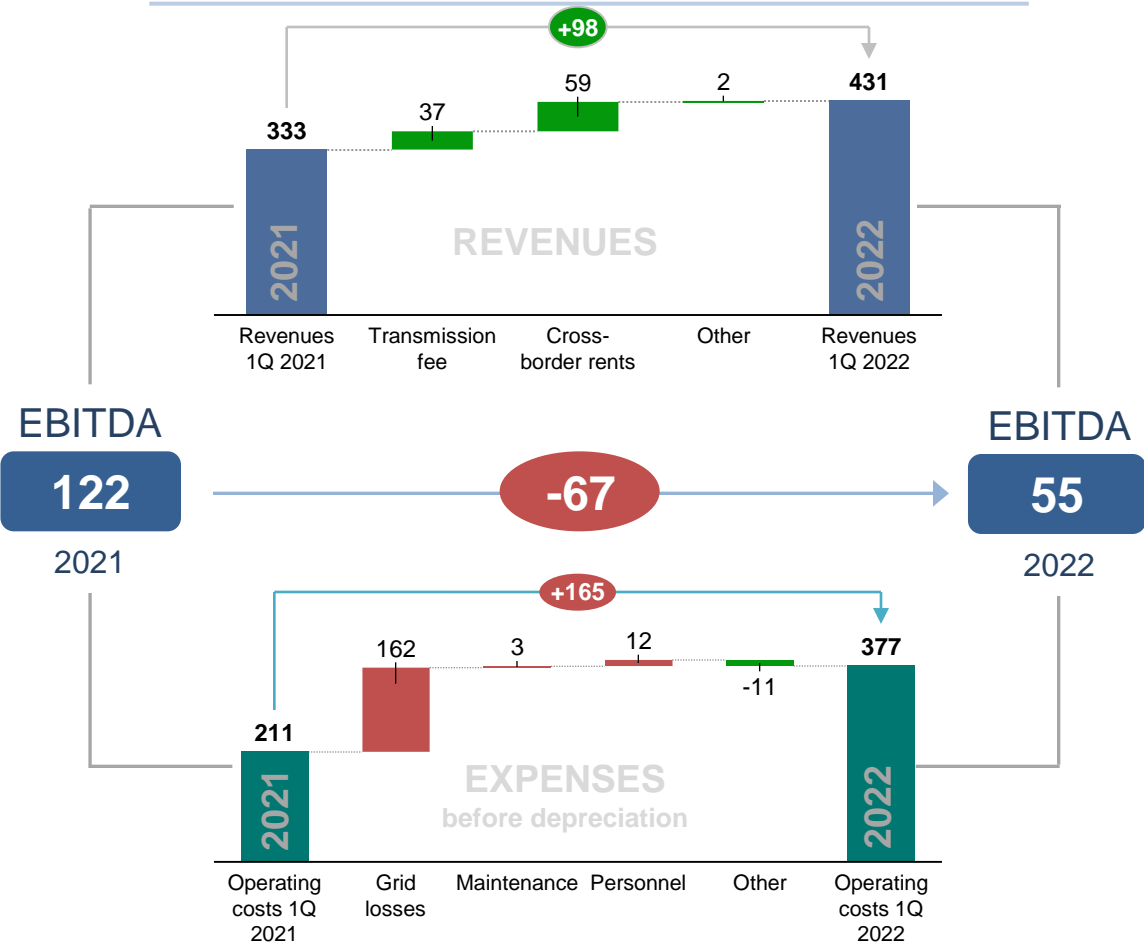 +98
333
37
59
2
431
2021
REVENUES
2022
Revenues
1Q 2021
Transmission
fee
Cross-
border rents
Other
Revenues
1Q 2022
EBITDA
122
2021
-67
EBITDA
55
2022
+165
211
162
3
12
-11
377
2021
EXPENSES
before depreciation
2022
Operating
costs 1Q
2021
Grid
losses
Maintenance
Personnel
Other
Operating
costs 1Q
2022